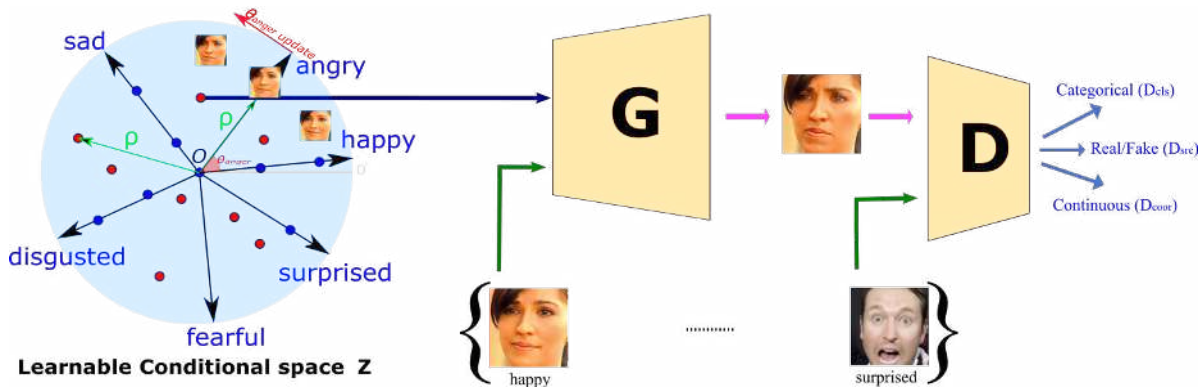 θanger update
sad
angry
ρ
ρ
happy
O
θanger
disgusted
surprised
fearful
Learnable Conditional space Z
G
D
Categorical (Dcls)
Real/Fake (Dsrc)
Continuous (Dcoor)
{
happy
..........
surprised
}